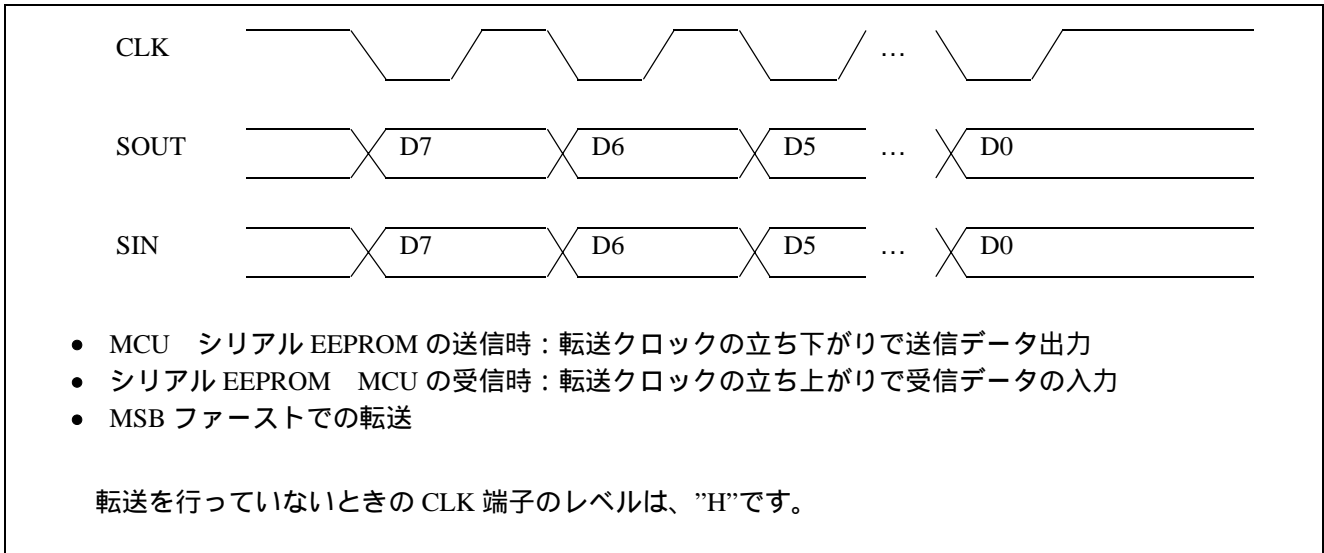 CLK …
SOUT D7 D6 D5 … D0
SIN D7 D6 D5 … D0
• MCU　シリアル EEPROM の送信時：転送クロックの立ち下がりで送信データ出力
• シリアル EEPROM　MCU の受信時：転送クロックの立ち上がりで受信データの入力
• MSB ファーストでの転送
転送を行っていないときの CLK 端子のレベルは、”H”です。